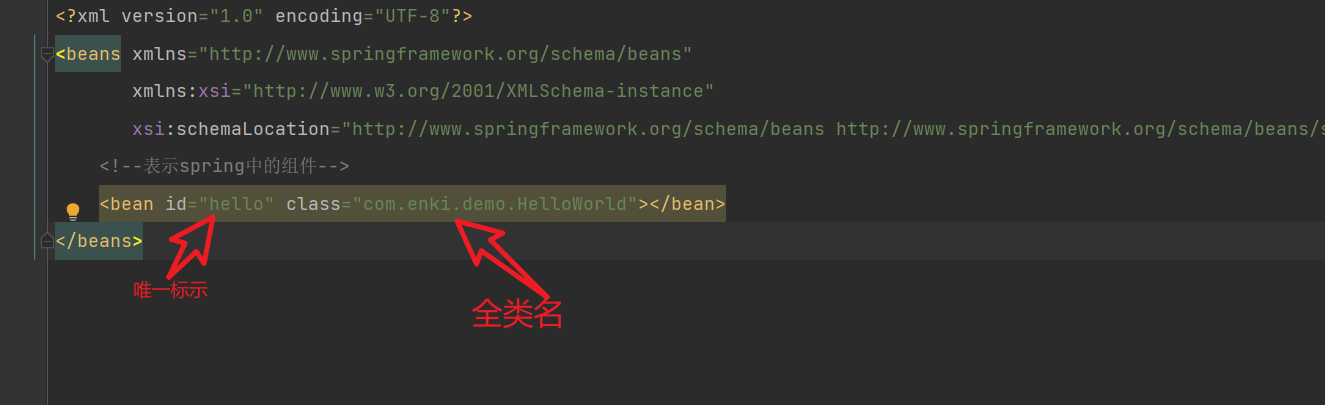 <?xml version="1.0" encoding="UTF-8"?>
<beans xmlns="http://www.springframework.org/schema/beans"
xmlns:xsi="http://www.w3.org/2001/XMLSchema-instance"
xsi:schemaLocation="http://www.springframework.org/schema/beans http://www.springframework.org/schema/beans/s
<!--表示spring中的组件-->
<bean id="hello" class="com.enki.demo.HelloWorld"></bean>
</beans>
唯一标示
全类名